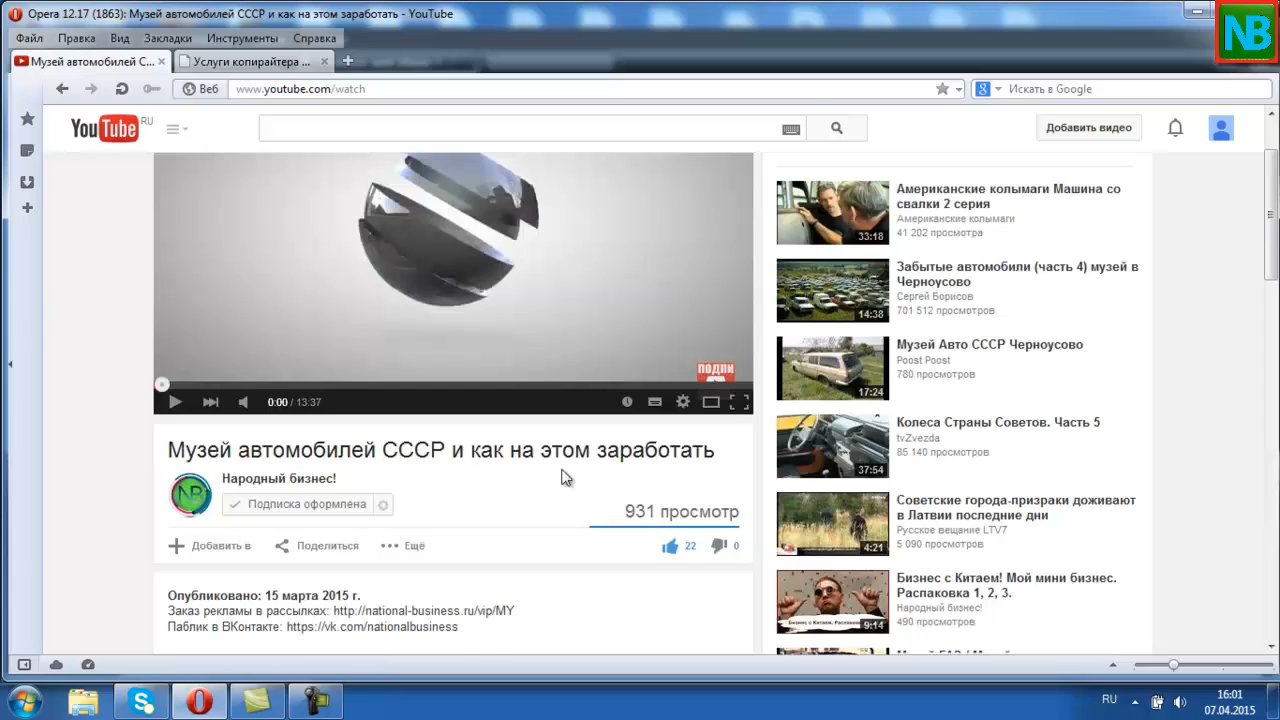 Opera 12.17 (1863): Музей автомобилей СССР и как на этом заработать - YouTube
NB
Файл Правка Вид Закладки Инструменты Справка
Музей автомобилей С...
Услуги копирайтера ...
Веб
www.youtube.com/watch
Искать в Google
YouTube RU
Добавить видео
ПОДПИ
0:00 / 13:37
Музей автомобилей СССР и как на этом заработать
NB
Народный бизнес!
Подписка оформлена
931 просмотр
Добавить в Поделиться Ещё
22 0
Опубликовано: 15 марта 2015 г.
Заказ рекламы в рассылках: http://national-business.ru/vip/MY
Паблик в ВКонтакте: https://vk.com/nationalbusiness
Американские колымаги Машина со
свалки 2 серия
Американские колымаги
41 202 просмотра
33:18
Забытые автомобили (часть 4) музей в
Черноусово
Сергей Борисов
701 512 просмотров
14:38
Музей Авто СССР Черноусово
Poost Poost
780 просмотров
17:24
Колеса Страны Советов. Часть 5
tvZvezda
85 140 просмотров
37:54
Советские города-призраки доживают
в Латвии последние дни
Русское вещание LTV7
5 090 просмотров
4:21
Бизнес с Китаем! Мой мини бизнес.
Распаковка 1, 2, 3.
Народный бизнес!
490 просмотров
9:14
RU
16:01
07.04.2015